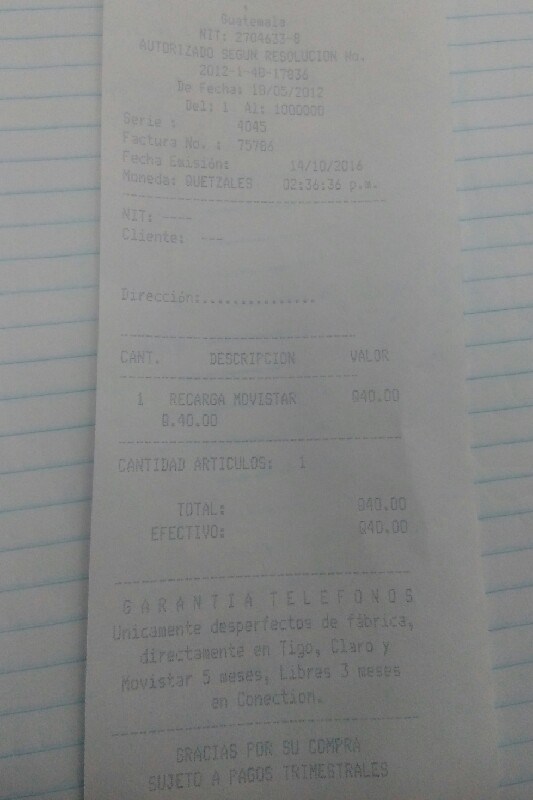 Guatemala
NIT: 2704633-8
AUTORIZADO SEGUN RESOLUCION No.
2012-1-40-17036
De Fecha: 10/05/2012
Del: 1 Al: 1000000
Serie : 4045
Factura No. : 75786
Fecha Emisión: 14/10/2016
Moneda: QUETZALES 02:36:36 p.m.
NIT: ----
Cliente: ---
Dirección:...............
CANT. DESCRIPCION VALOR
1 RECARGA MOVISTAR Q40.00
Q.40.00
CANTIDAD ARTICULOS: 1
TOTAL: Q40.00
EFECTIVO: Q40.00
G A R A N T I A T E L E F O N O S
Unicamente desperfectos de fábrica,
directamente en Tigo, Claro y
Movistar 5 meses, Libres 3 meses
en Conection.
GRACIAS POR SU COMPRA
SUJETO A PAGOS TRIMESTRALES